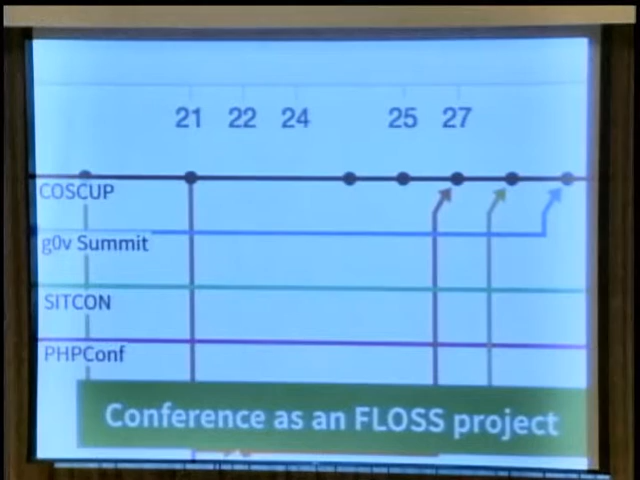 21 22 24 25 27
COSCUP
g0v Summit
SITCON
PHPConf
Conference as an FLOSS project